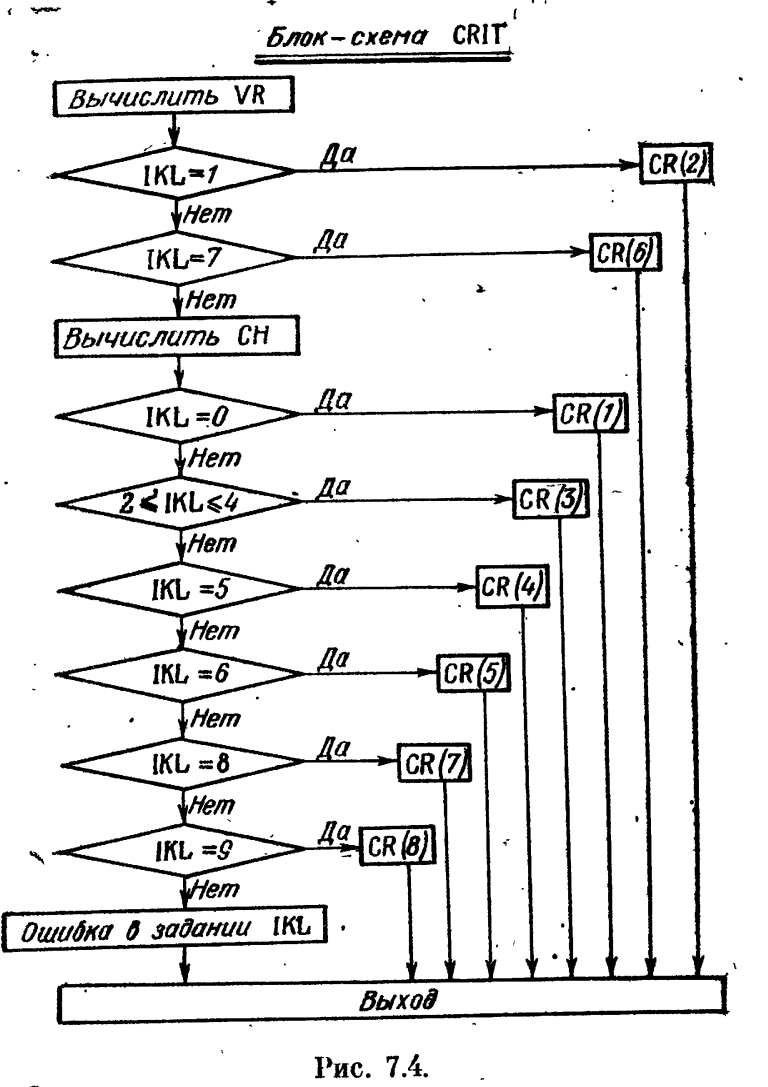 Блок-схема CRIT
Вычислить VR
IKL=1
Да
CR(2)
Нет
IKL=7
Да
CR(6)
Нет
Вычислить CH
IKL=0
Да
CR(1)
Нет
2≤IKL≤4
Да
CR(3)
Нет
IKL=5
Да
CR(4)
Нет
IKL=6
Да
CR(5)
Нет
IKL=8
Да
CR(7)
Нет
IKL=9
Да
CR(8)
Нет
Ошибка в задании IKL
Выход
Рис. 7.4.